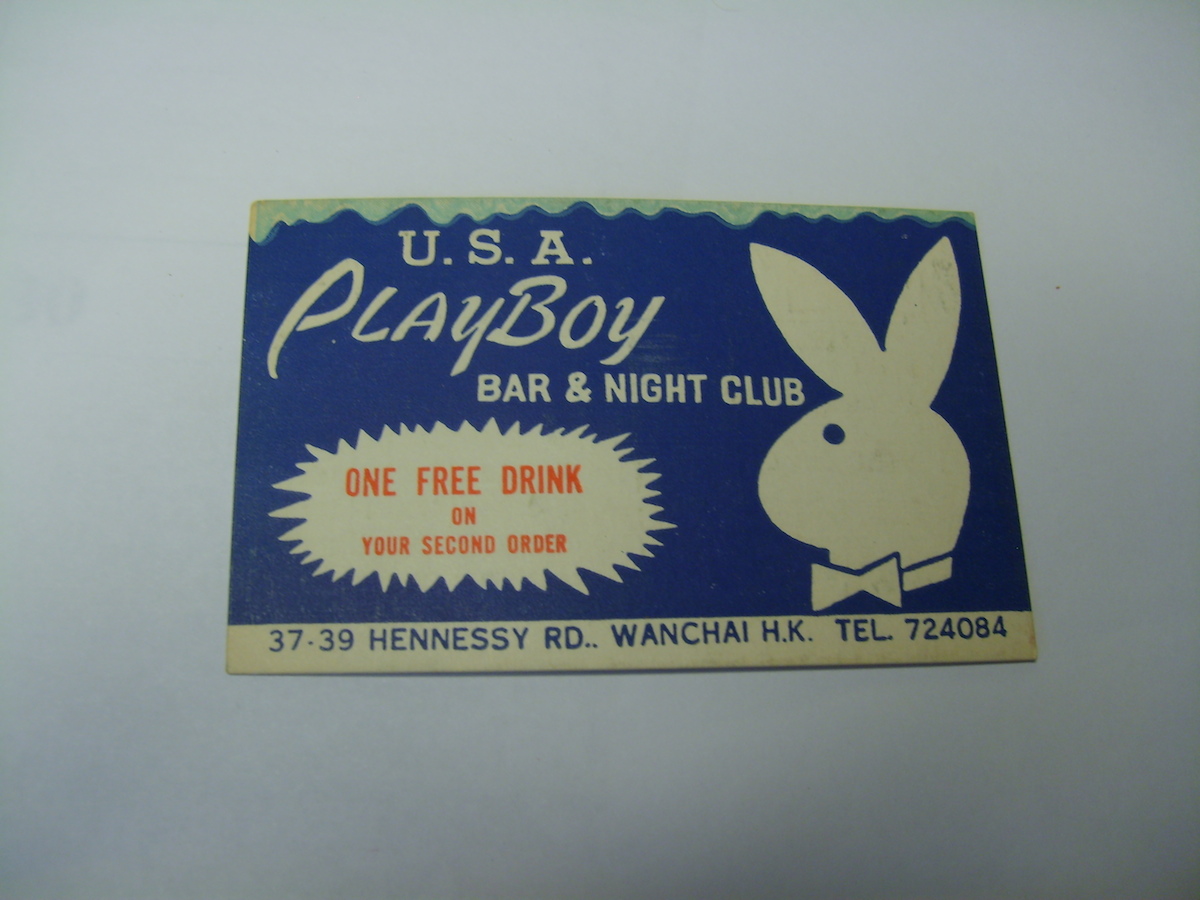 U.S.A.
PLAYBOY
BAR & NIGHT CLUB
ONE FREE DRINK
ON
YOUR SECOND ORDER
37-39 HENNESSY RD.. WANCHAI H.K. TEL. 724084